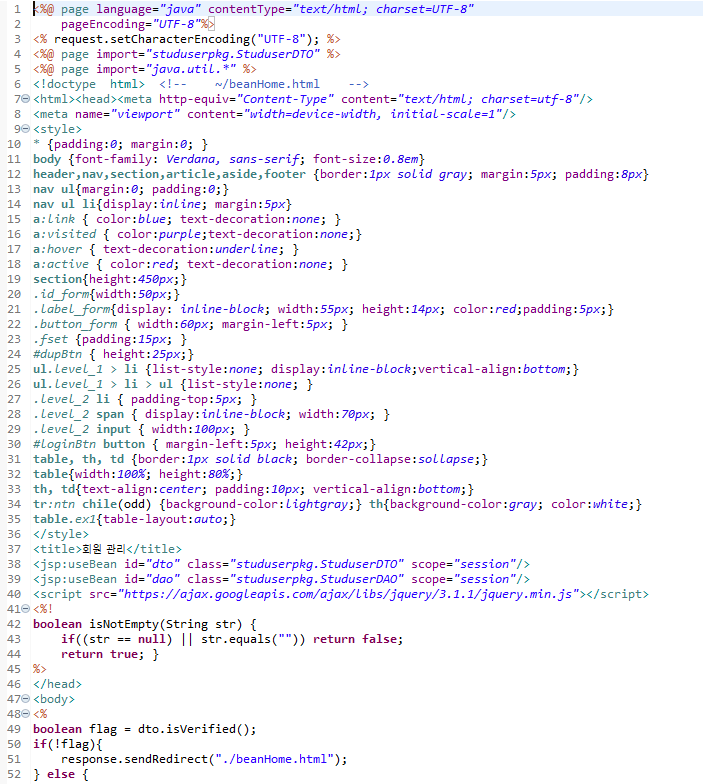 1 <%@ page language="java" contentType="text/html; charset=UTF-8"
2     pageEncoding="UTF-8"%>
3 <% request.setCharacterEncoding("UTF-8"); %>
4 <%@ page import="studuserpkg.StuduserDTO" %>
5 <%@ page import="java.util.*" %>
6 <!doctype  html>  <!--    ~/beanHome.html    -->
7 <html><head><meta http-equiv="Content-Type" content="text/html; charset=utf-8"/>
8 <meta name="viewport" content="width=device-width, initial-scale=1"/>
9 <style>
10 * {padding:0; margin:0; }
11 body {font-family: Verdana, sans-serif; font-size:0.8em}
12 header,nav,section,article,aside,footer {border:1px solid gray; margin:5px; padding:8px}
13 nav ul{margin:0; padding:0;}
14 nav ul li{display:inline; margin:5px}
15 a:link { color:blue; text-decoration:none; }
16 a:visited { color:purple;text-decoration:none;}
17 a:hover { text-decoration:underline; }
18 a:active { color:red; text-decoration:none; }
19 section{height:450px;}
20 .id_form{width:50px;}
21 .label_form{display: inline-block; width:55px; height:14px; color:red;padding:5px;}
22 .button_form { width:60px; margin-left:5px; }
23 .fset {padding:15px; }
24 #dupBtn { height:25px;}
25 ul.level_1 > li {list-style:none; display:inline-block;vertical-align:bottom;}
26 ul.level_1 > li > ul {list-style:none; }
27 .level_2 li { padding-top:5px; }
28 .level_2 span { display:inline-block; width:70px; }
29 .level_2 input { width:100px; }
30 #loginBtn button { margin-left:5px; height:42px;}
31 table, th, td {border:1px solid black; border-collapse:sollapse;}
32 table{width:100%; height:80%;}
33 th, td{text-align:center; padding:10px; vertical-align:bottom;}
34 tr:ntn chile(odd) {background-color:lightgray;} th{background-color:gray; color:white;}
35 table.ex1{table-layout:auto;}
36 </style>
37 <title>회원 관리</title>
38 <jsp:useBean id="dto" class="studuserpkg.StuduserDTO" scope="session"/>
39 <jsp:useBean id="dao" class="studuserpkg.StuduserDAO" scope="session"/>
40 <script src="https://ajax.googleapis.com/ajax/libs/jquery/3.1.1/jquery.min.js"></script>
41 <%!
42 boolean isNotEmpty(String str) {
43     if((str == null) || str.equals("")) return false;
44     return true; }
45 %>
46 </head>
47 <body>
48 <%
49 boolean flag = dto.isVerified();
50 if(!flag){
51     response.sendRedirect("./beanHome.html");
52 } else {